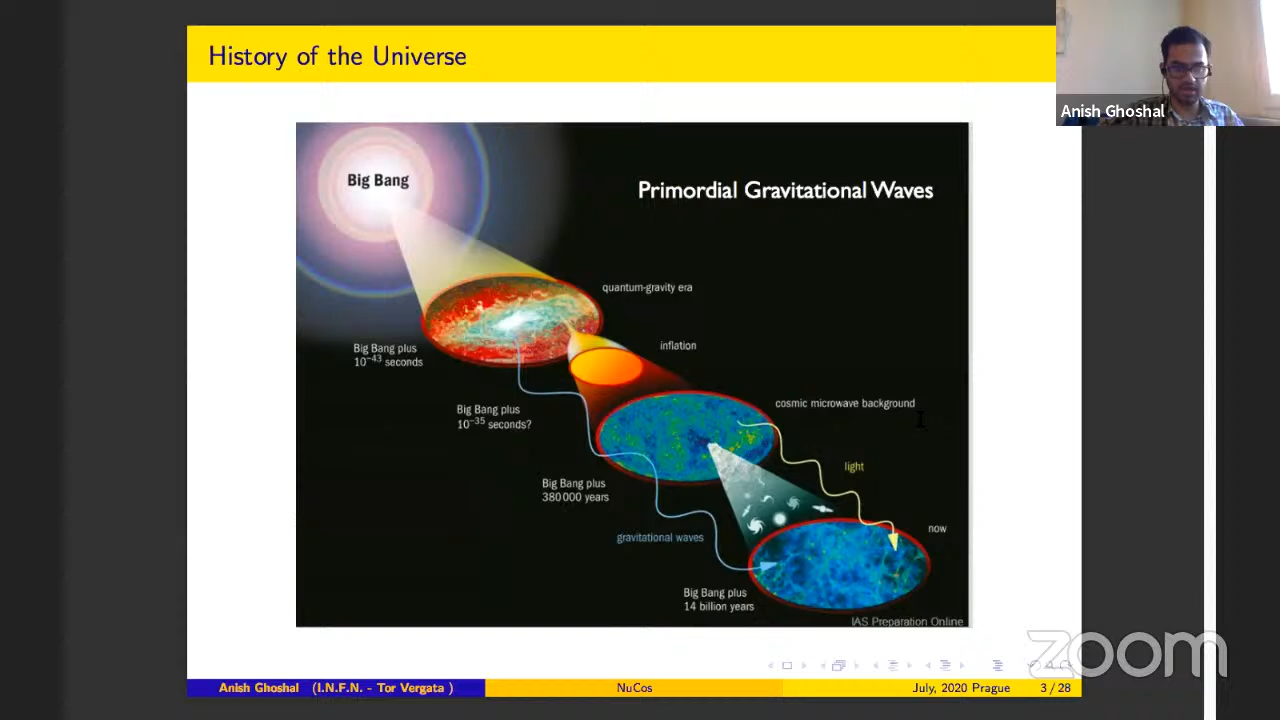 History of the Universe
Anish Ghoshal
Big Bang
Primordial Gravitational Waves
quantum-gravity era
Big Bang plus
10⁻⁴³ seconds
inflation
Big Bang plus
10⁻³⁵ seconds?
cosmic microwave background
light
Big Bang plus
380 000 years
gravitational waves
now
Big Bang plus
14 billion years
IAS Preparation Online
zoom
Anish Ghoshal (I.N.F.N. - Tor Vergata )
NuCos
July, 2020 Prague
3 / 28